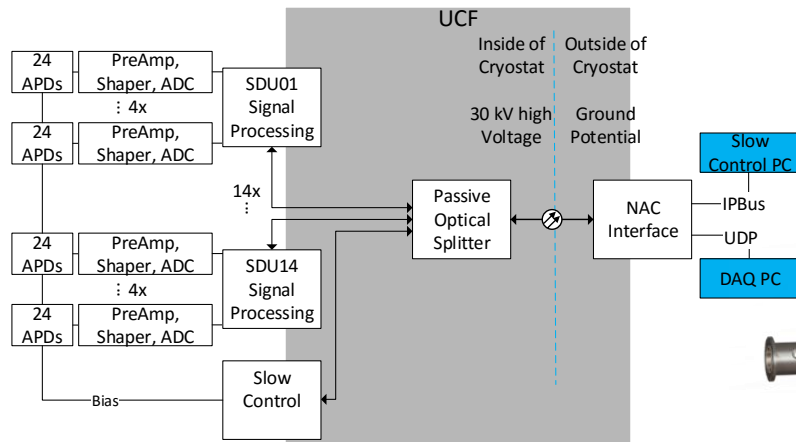 UCF
Inside of
Cryostat
Outside of
Cryostat
30 kV high
Voltage
Ground
Potential
24
APDs
PreAmp,
Shaper, ADC
⋮ 4x
24
APDs
PreAmp,
Shaper, ADC
SDU01
Signal
Processing
14x
⋮
24
APDs
PreAmp,
Shaper, ADC
⋮ 4x
24
APDs
PreAmp,
Shaper, ADC
SDU14
Signal
Processing
Bias
Slow
Control
Passive
Optical
Splitter
NAC
Interface
Slow
Control PC
IPBus
UDP
DAQ PC